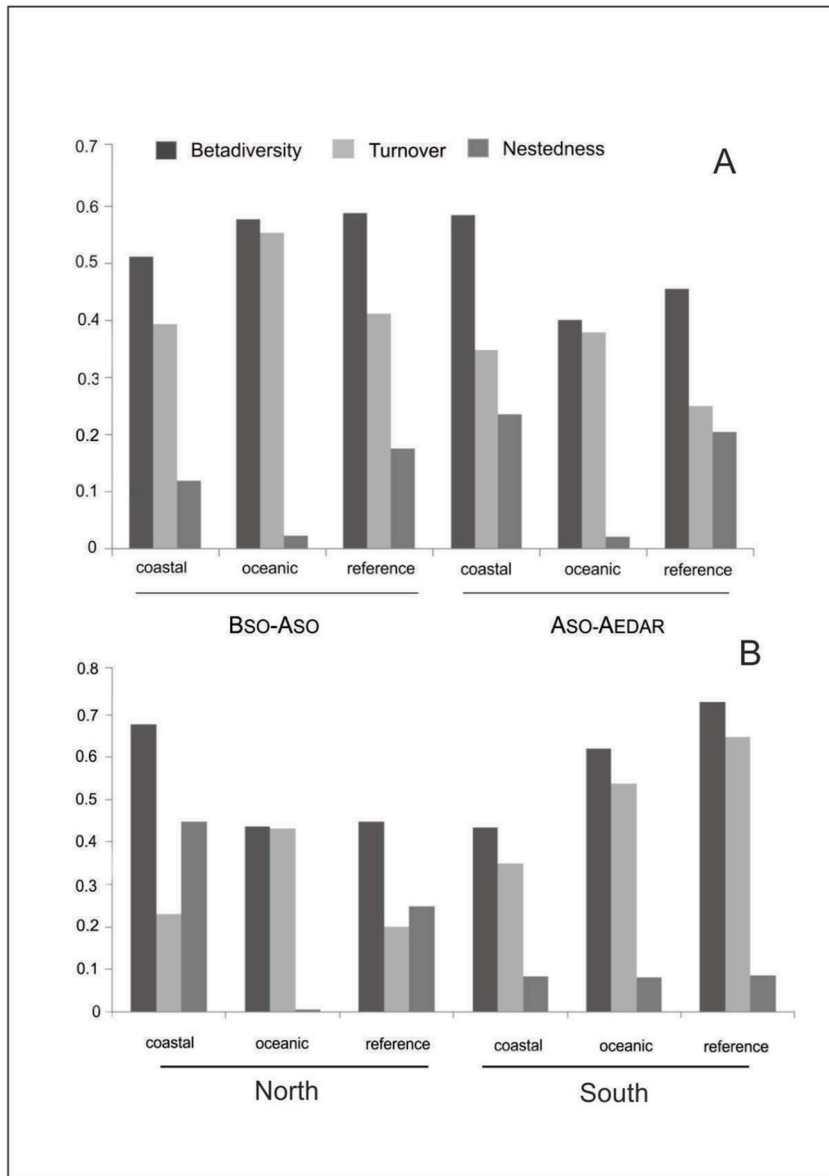 0.7
Betadiversity Turnover Nestedness
A
0.6
0.5
0.4
0.3
0.2
0.1
0
coastal oceanic reference coastal oceanic reference
BSO-ASO ASO-AEDAR
B
0.8
0.7
0.6
0.5
0.4
0.3
0.2
0.1
0
coastal oceanic reference coastal oceanic reference
North South